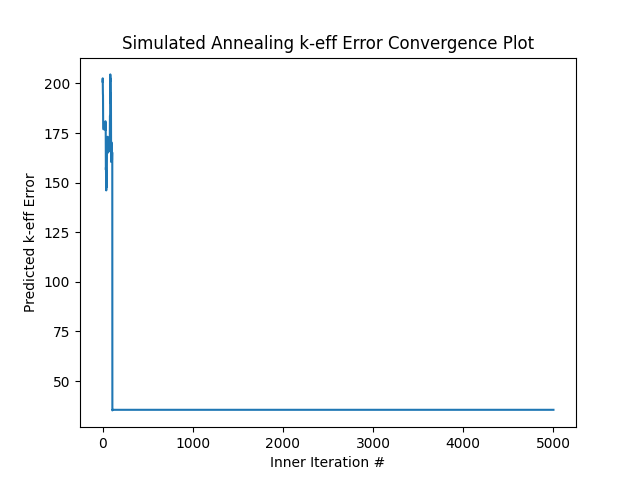 Simulated Annealing k-eff Error Convergence Plot
200
175
150
125
100
75
50
Predicted k-eff Error
0 1000 2000 3000 4000 5000
Inner Iteration #